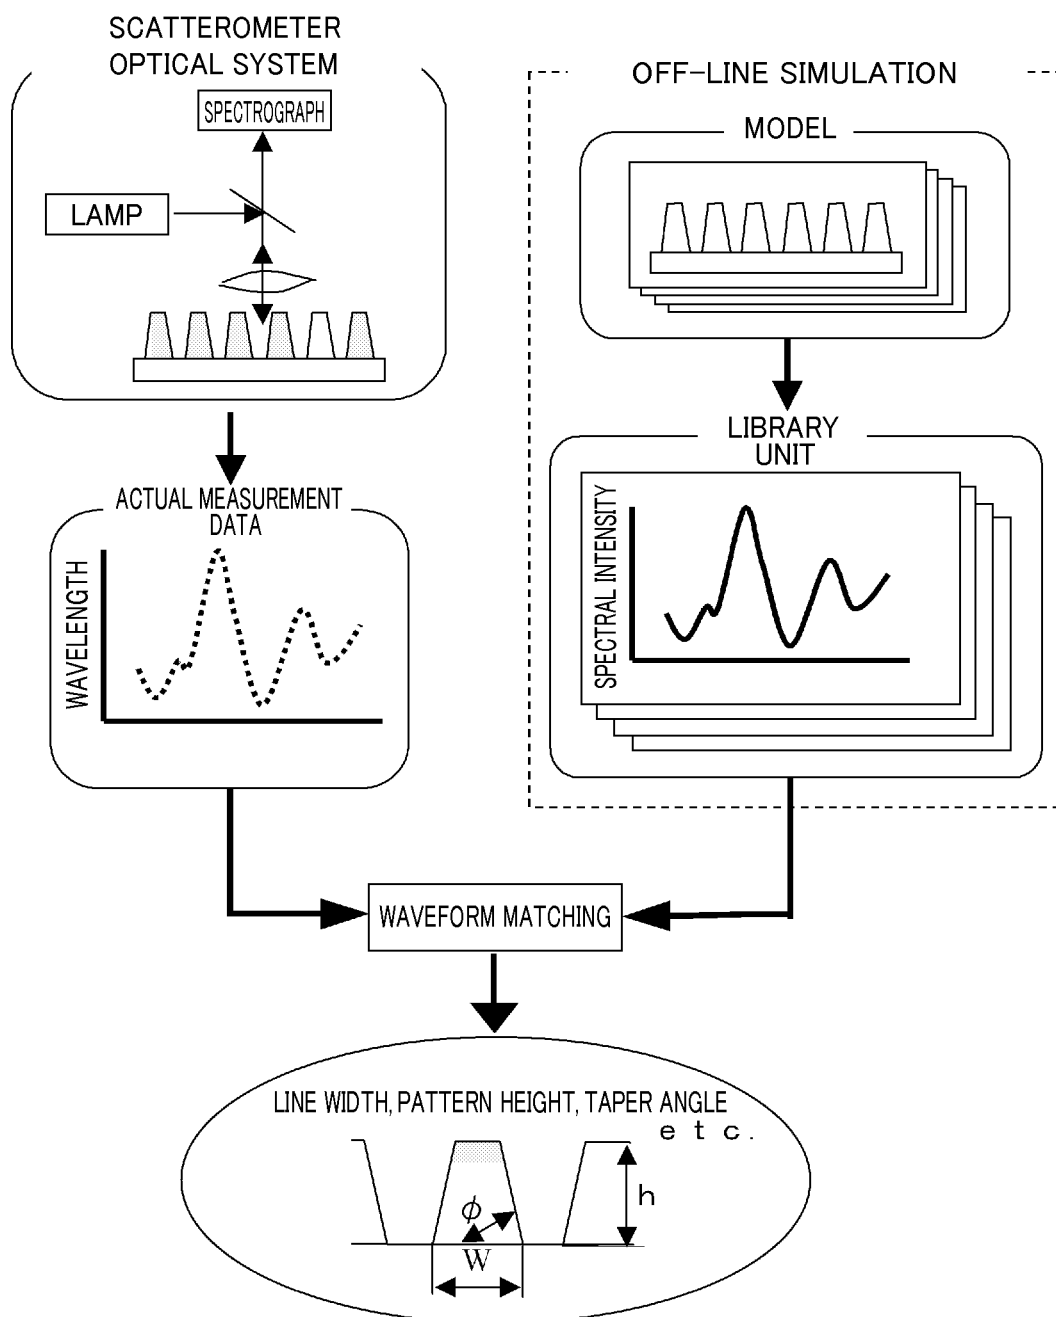 SCATTEROMETER
OPTICAL SYSTEM
SPECTROGRAPH
LAMP
OFF-LINE SIMULATION
MODEL
ACTUAL MEASUREMENT
DATA
WAVELENGTH
LIBRARY
UNIT
SPECTRAL INTENSITY
WAVEFORM MATCHING
LINE WIDTH, PATTERN HEIGHT, TAPER ANGLE
etc.
h
ϕ
W